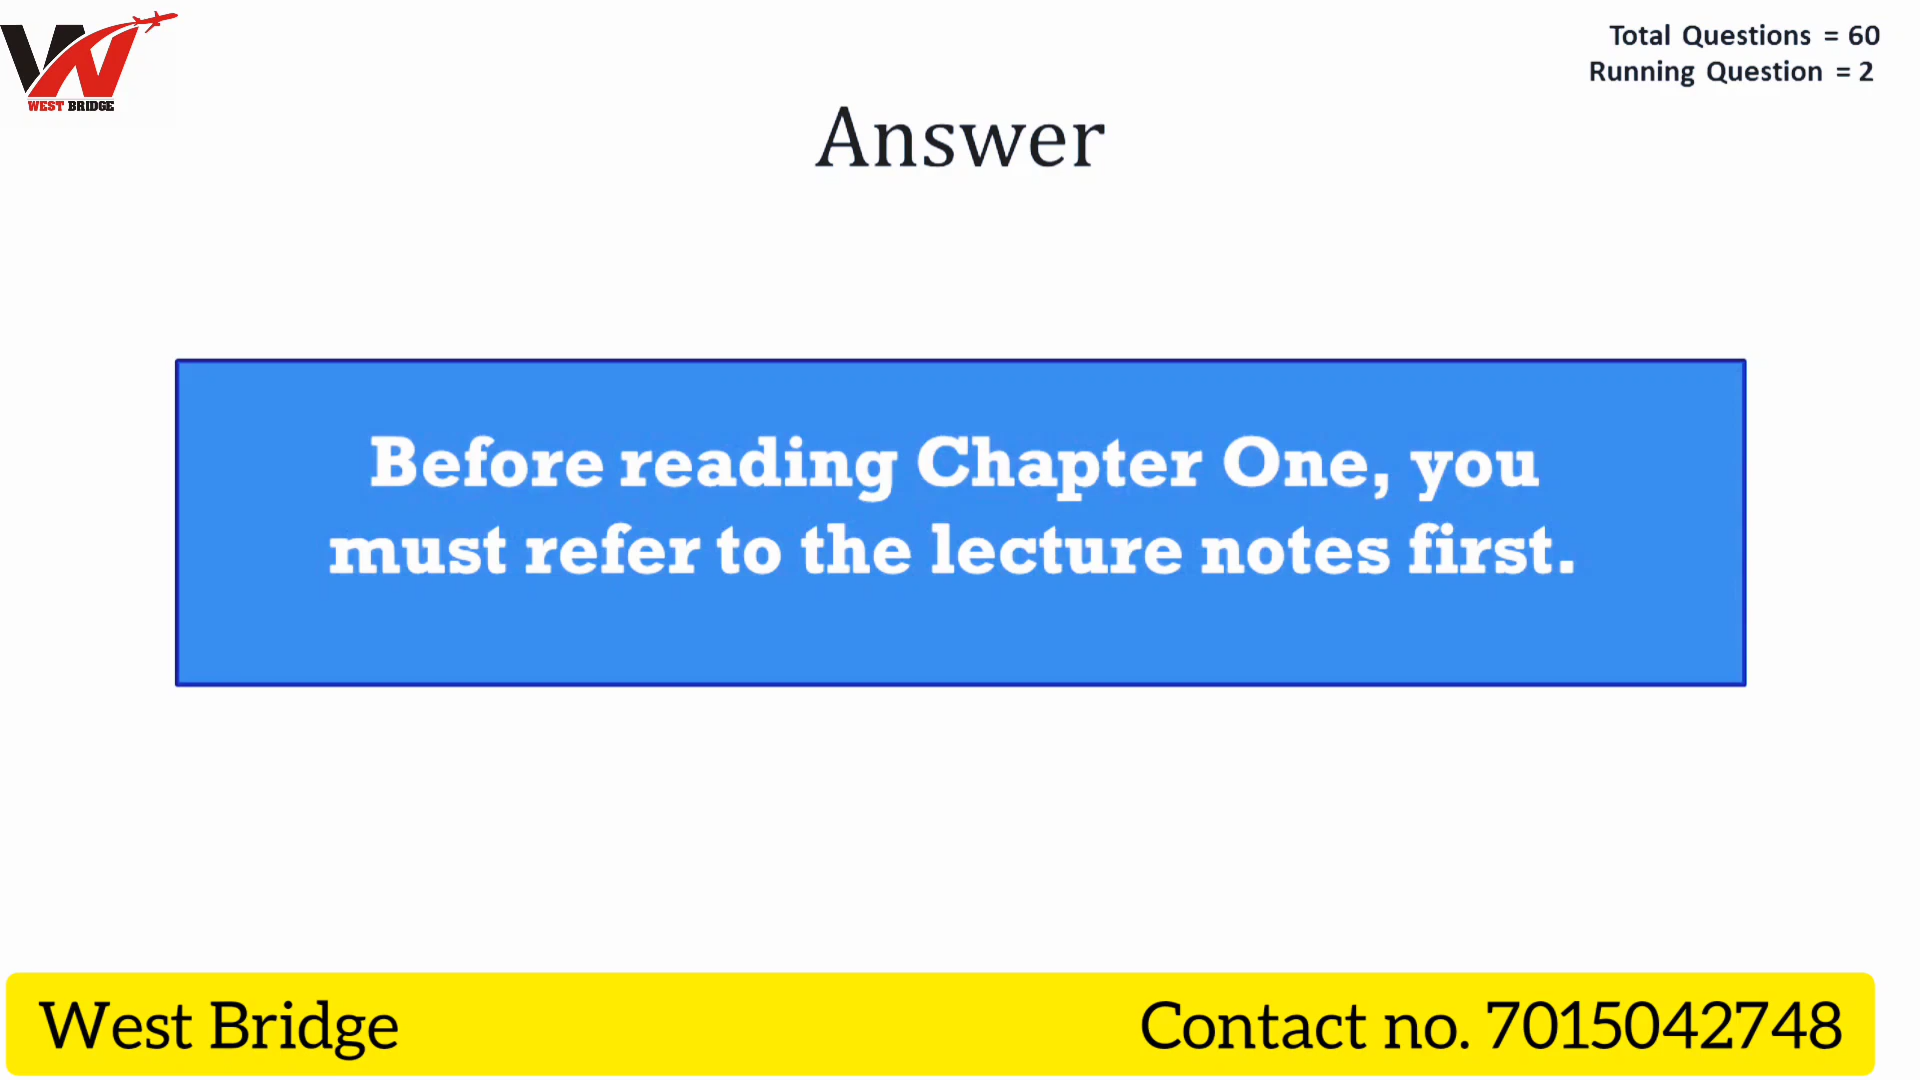 WEST BRIDGE
Total Questions = 60
Running Question = 2
Answer
Before reading Chapter One, you
must refer to the lecture notes first.
West Bridge
Contact no. 7015042748